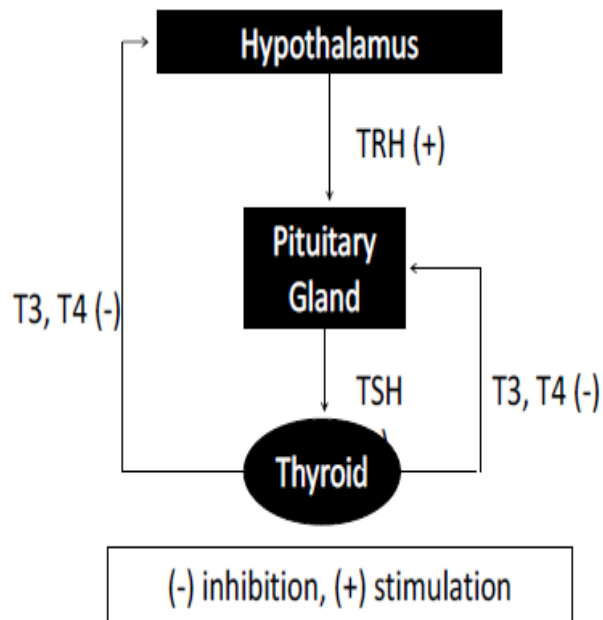 Hypothalamus
TRH (+)
Pituitary
Gland
T3, T4 (-)
TSH
T3, T4 (-)
)
Thyroid
(-) inhibition, (+) stimulation